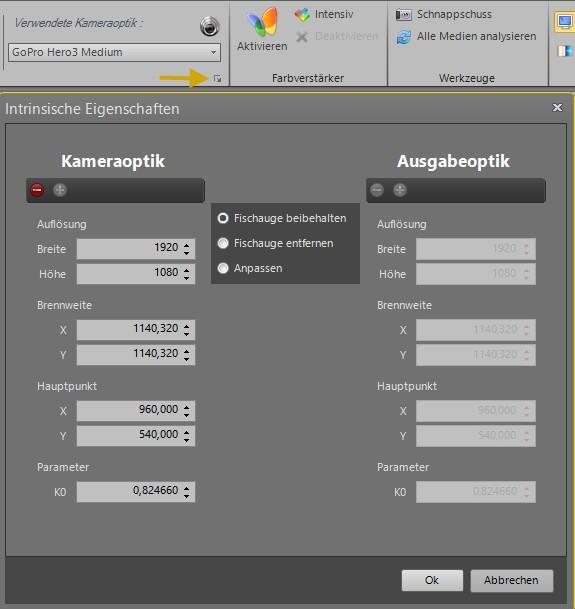 Verwendete Kameraoptik :
GoPro Hero3 Medium
Aktivieren
Intensiv
Deaktivieren
Farbverstärker
Schnappschuss
Alle Medien analysieren
Werkzeuge
Intrinsische Eigenschaften
Kameraoptik
Auflösung
Breite 1920
Höhe 1080
Brennweite
X 1140,320
Y 1140,320
Hauptpunkt
X 960,000
Y 540,000
Parameter
K0 0,824660
Fischauge beibehalten
Fischauge entfernen
Anpassen
Ausgabeoptik
Auflösung
Breite 1920
Höhe 1080
Brennweite
X 1140,320
Y 1140,320
Hauptpunkt
X 960,000
Y 540,000
Parameter
K0 0,824660
Ok
Abbrechen